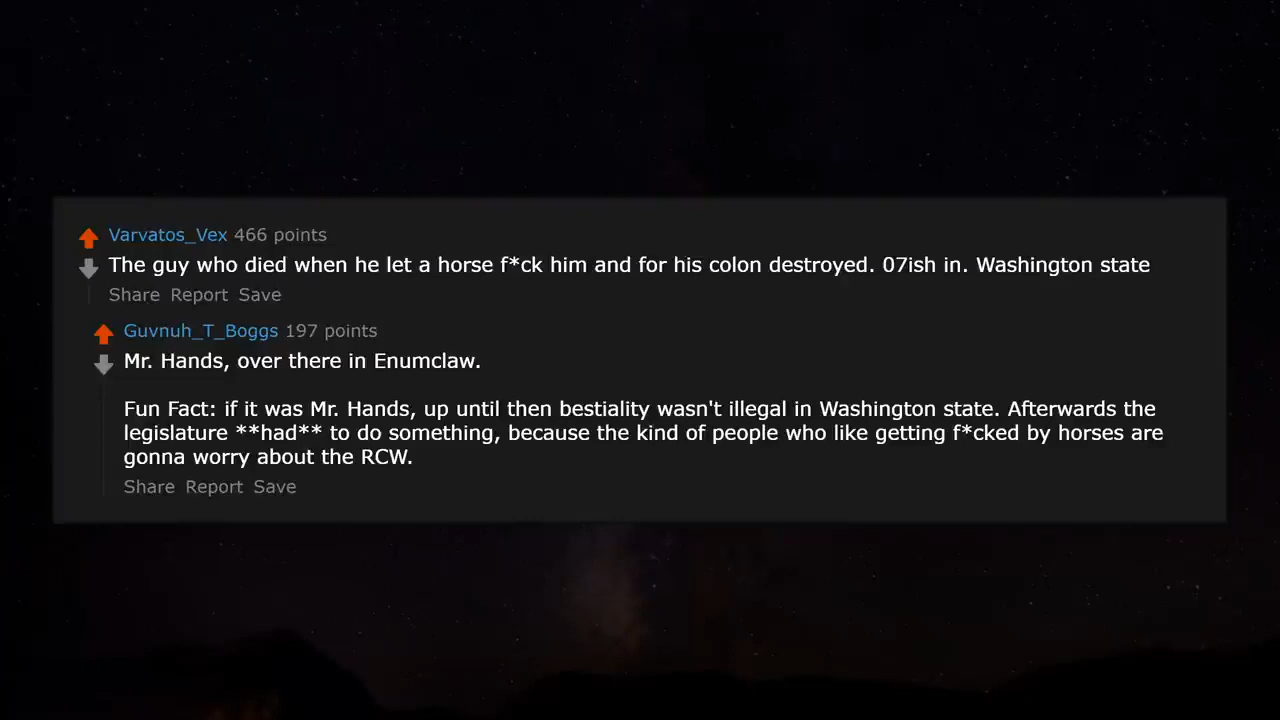 Varvatos_Vex 466 points
The guy who died when he let a horse f*ck him and for his colon destroyed. 07ish in. Washington state
Share Report Save
Guvnuh_T_Boggs 197 points
Mr. Hands, over there in Enumclaw.
Fun Fact: if it was Mr. Hands, up until then bestiality wasn't illegal in Washington state. Afterwards the
legislature **had** to do something, because the kind of people who like getting f*cked by horses are
gonna worry about the RCW.
Share Report Save